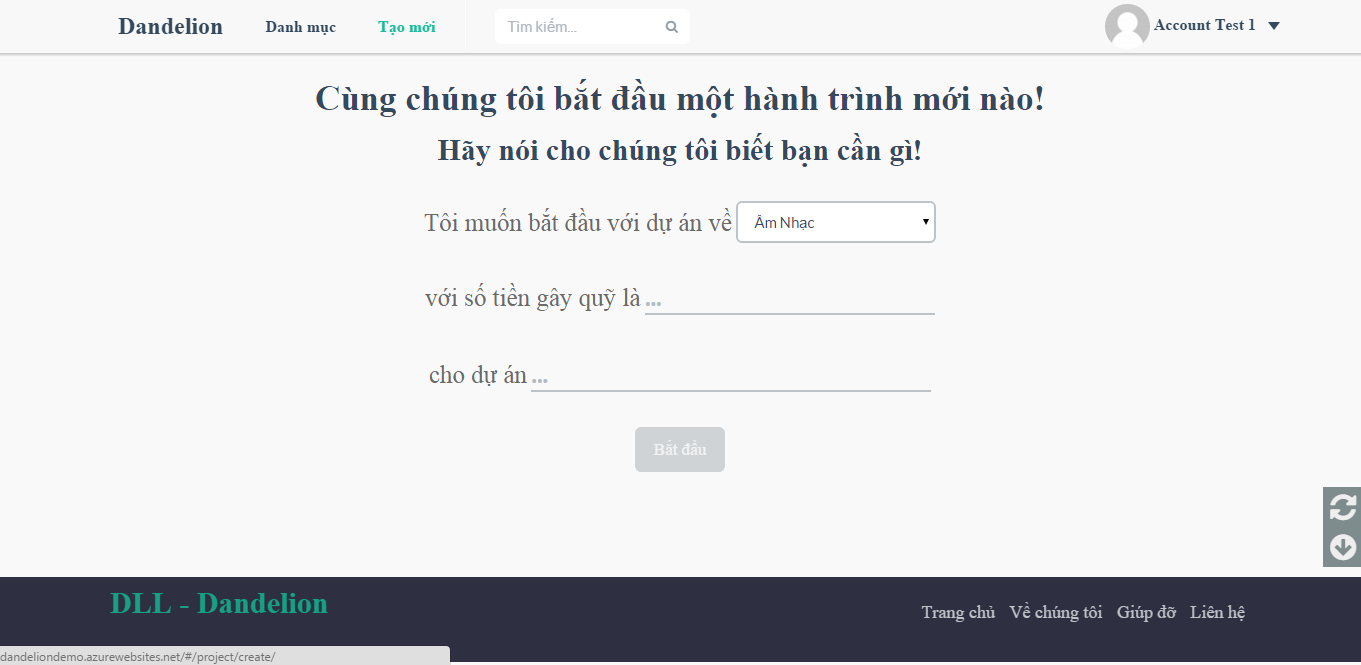 Dandelion Danh mục Tạo mới Tìm kiếm... Account Test 1
Cùng chúng tôi bắt đầu một hành trình mới nào!
Hãy nói cho chúng tôi biết bạn cần gì!
Tôi muốn bắt đầu với dự án về Âm Nhạc
với số tiền gây quỹ là ...
cho dự án ...
Bắt đầu
DLL - Dandelion
Trang chủ Về chúng tôi Giúp đỡ Liên hệ
dandeliondemo.azurewebsites.net/#/project/create/